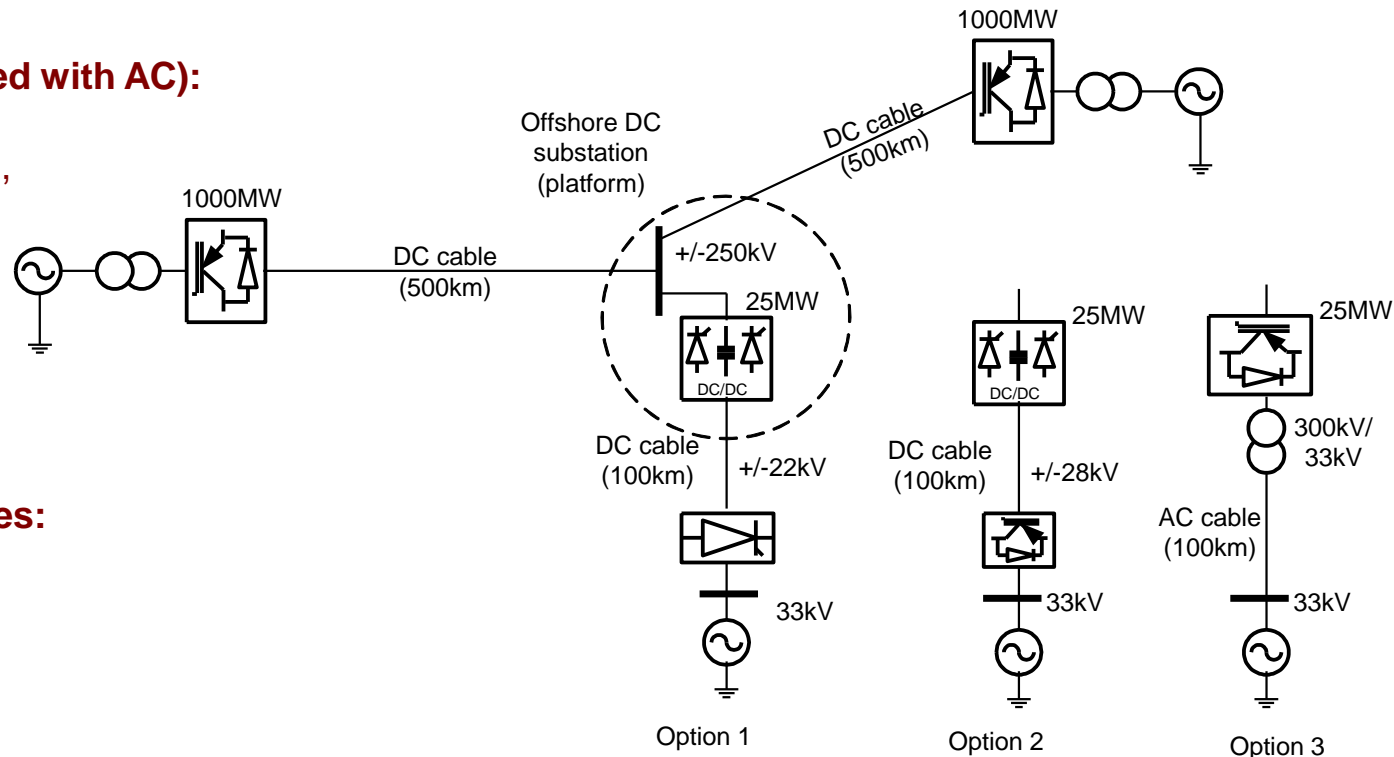 ed with AC):
,
es:
1000MW
DC cable
(500km)
Offshore DC
substation
(platform)
1000MW
DC cable
(500km)
+/-250kV
25MW
DC/DC
DC cable
(100km)
+/-22kV
33kV
Option 1
25MW
DC/DC
DC cable
(100km)
+/-28kV
33kV
Option 2
25MW
300kV/
33kV
AC cable
(100km)
33kV
Option 3